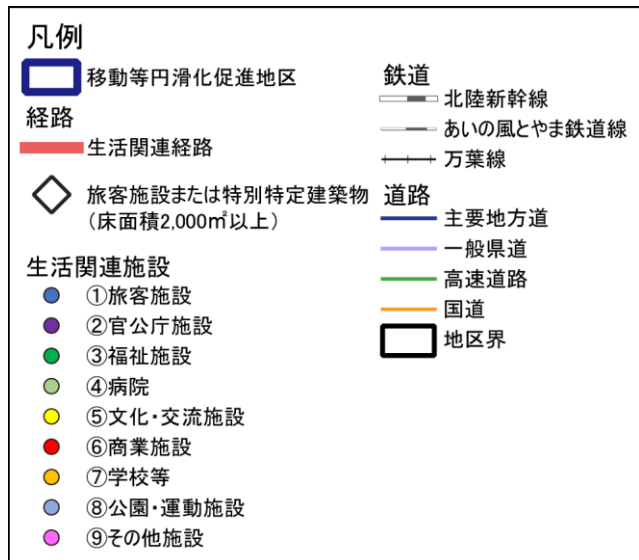 凡例
移動等円滑化促進地区
経路
生活関連経路
旅客施設または特別特定建築物
（床面積2,000㎡以上）
生活関連施設
①旅客施設
②官公庁施設
③福祉施設
④病院
⑤文化・交流施設
⑥商業施設
⑦学校等
⑧公園・運動施設
⑨その他施設
鉄道
北陸新幹線
あいの風とやま鉄道線
万葉線
道路
主要地方道
一般県道
高速道路
国道
地区界